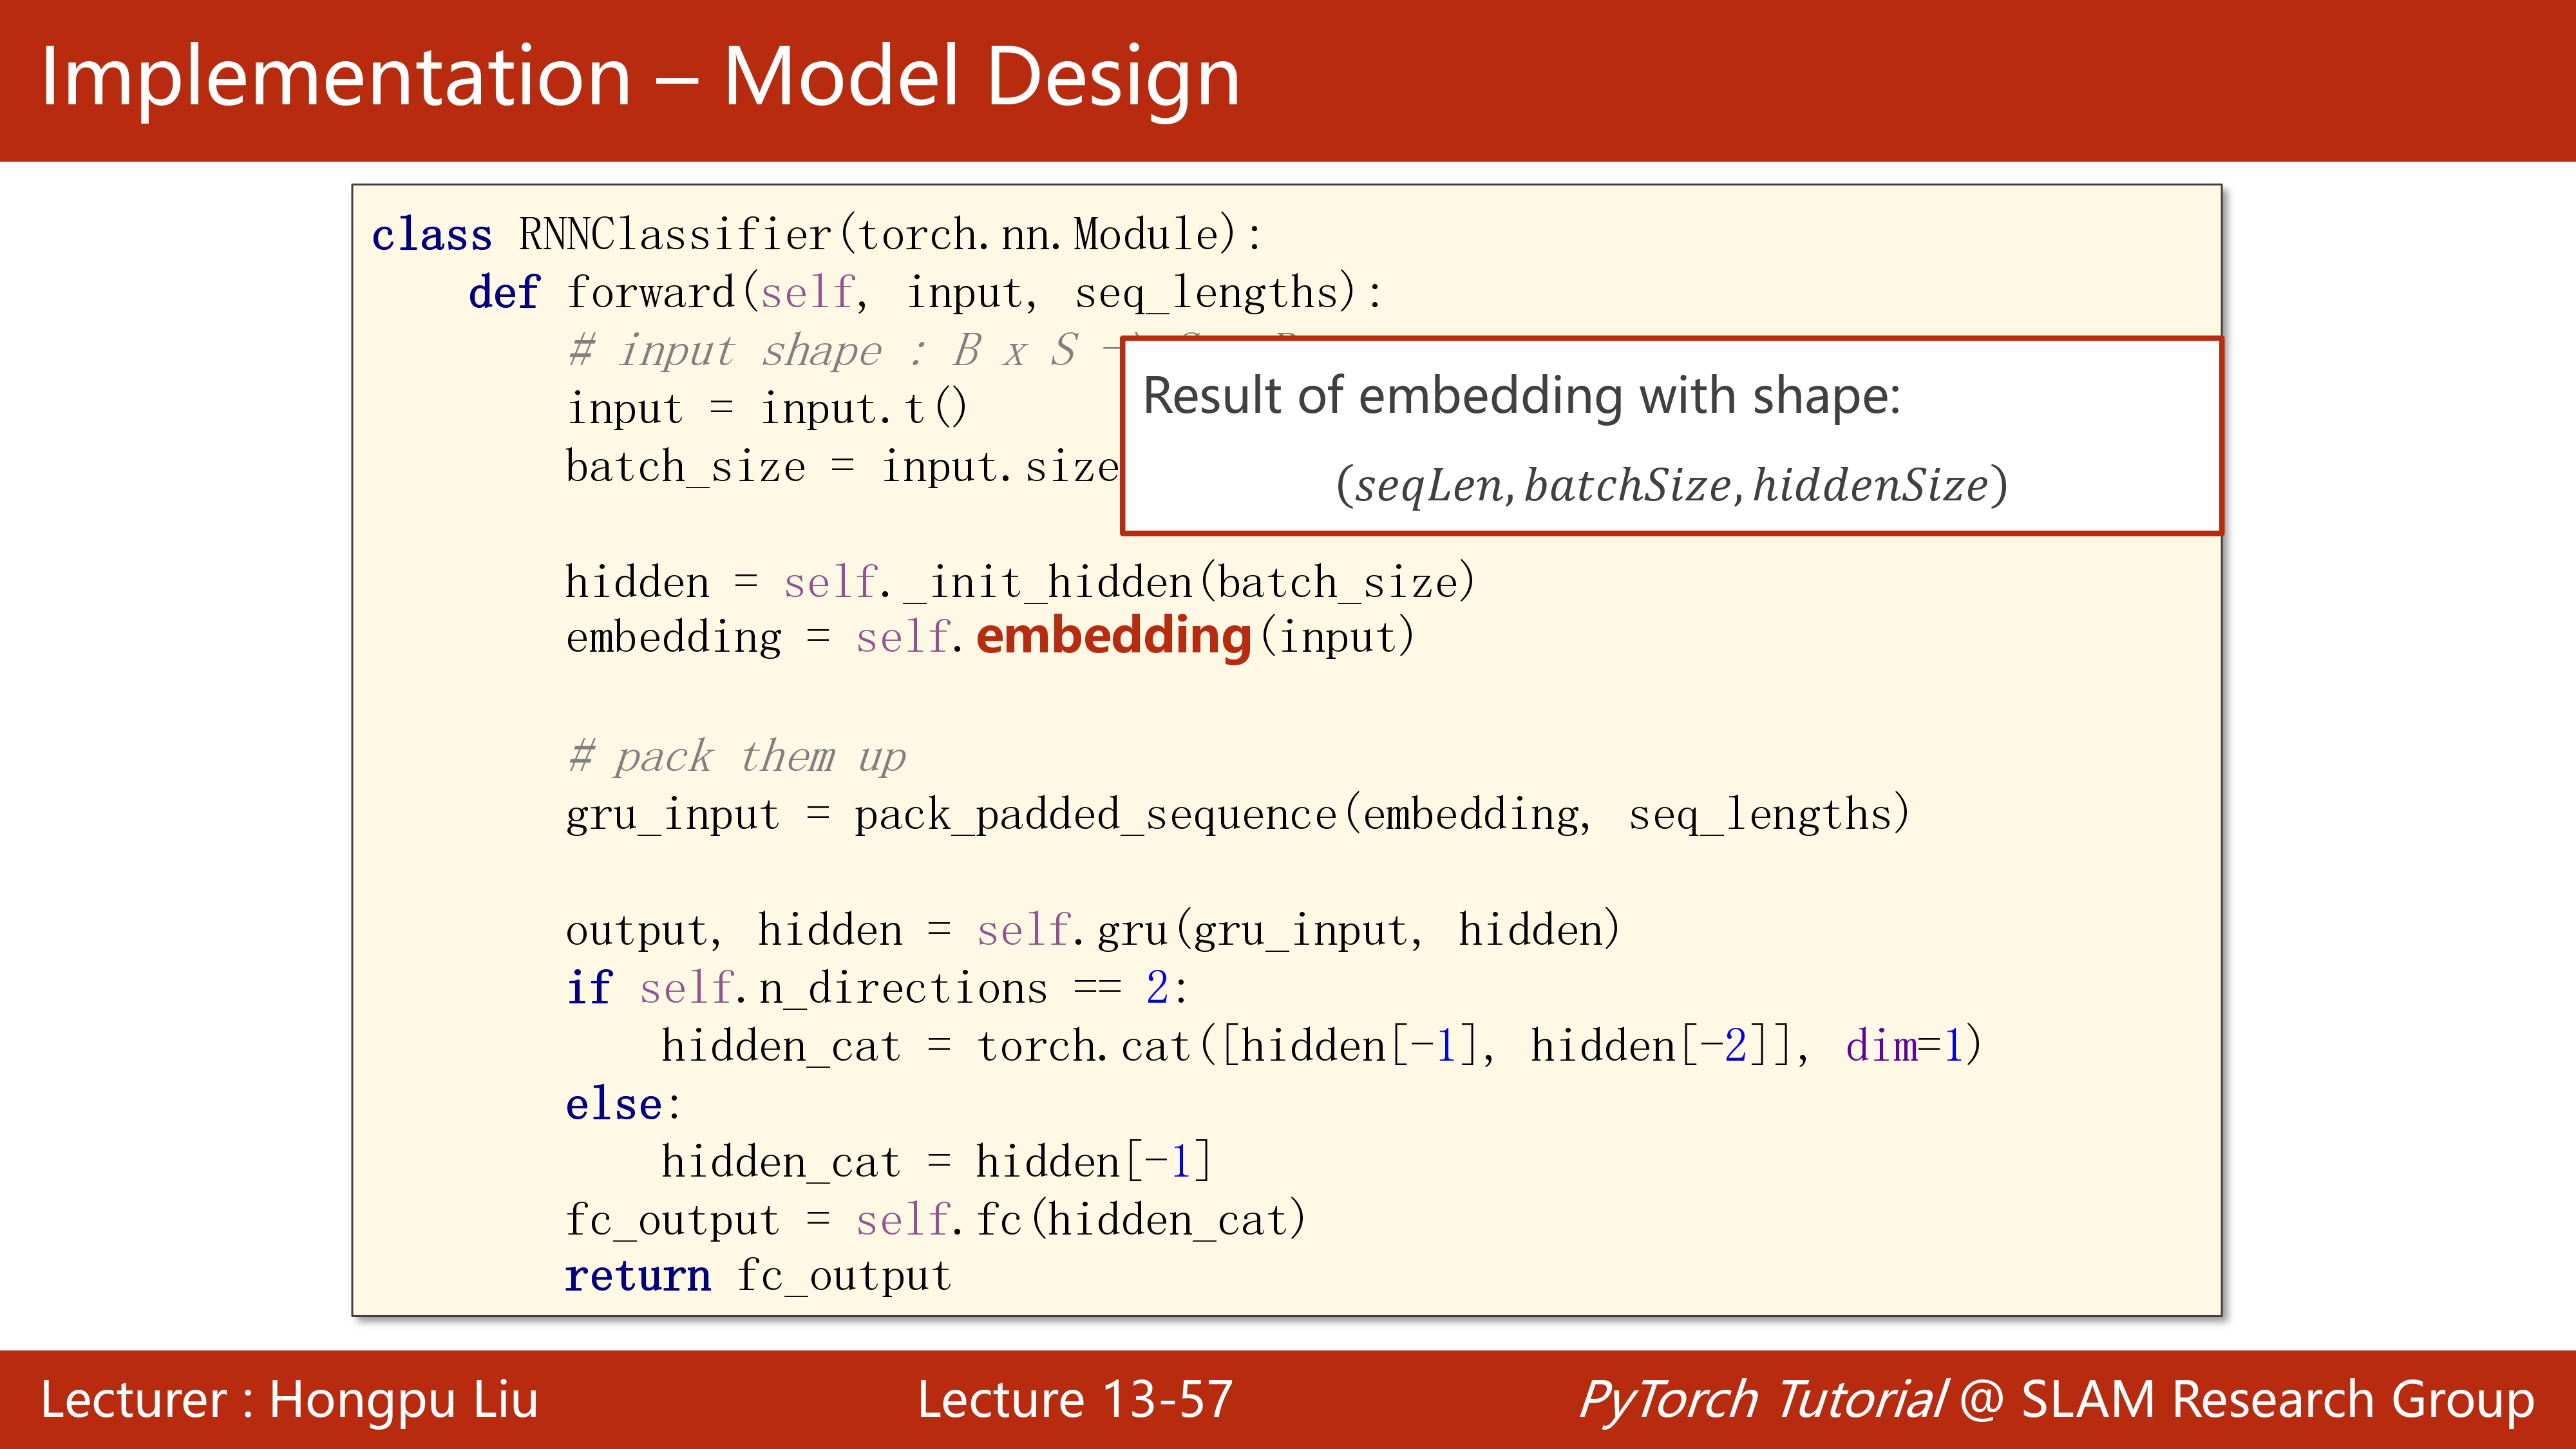 Implementation – Model Design
class RNNClassifier(torch.nn.Module):
def forward(self, input, seq_lengths):
# input shape : B x S
input = input.t()
batch_size = input.size
Result of embedding with shape:
(seqLen, batchSize, hiddenSize)
hidden = self._init_hidden(batch_size)
embedding = self.embedding(input)
# pack them up
gru_input = pack_padded_sequence(embedding, seq_lengths)
output, hidden = self.gru(gru_input, hidden)
if self.n_directions == 2:
hidden_cat = torch.cat([hidden[-1], hidden[-2]], dim=1)
else:
hidden_cat = hidden[-1]
fc_output = self.fc(hidden_cat)
return fc_output
Lecturer : Hongpu Liu
Lecture 13-57
PyTorch Tutorial @ SLAM Research Group